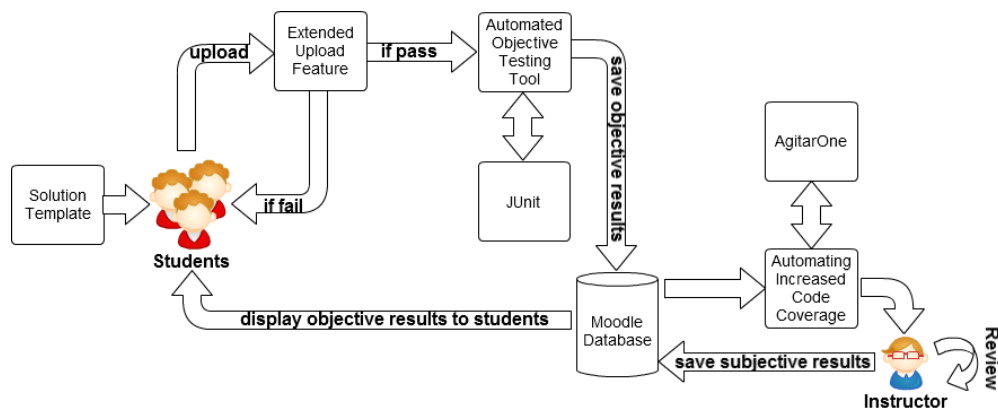 upload
Extended
Upload
Feature
if pass
Automated
Objective
Testing
Tool
save objective results
AgitarOne
JUnit
Solution
Template
if fail
Students
Automating
Increased
Code
Coverage
Moodle
Database
display objective results to students
save subjective results
Review
Instructor